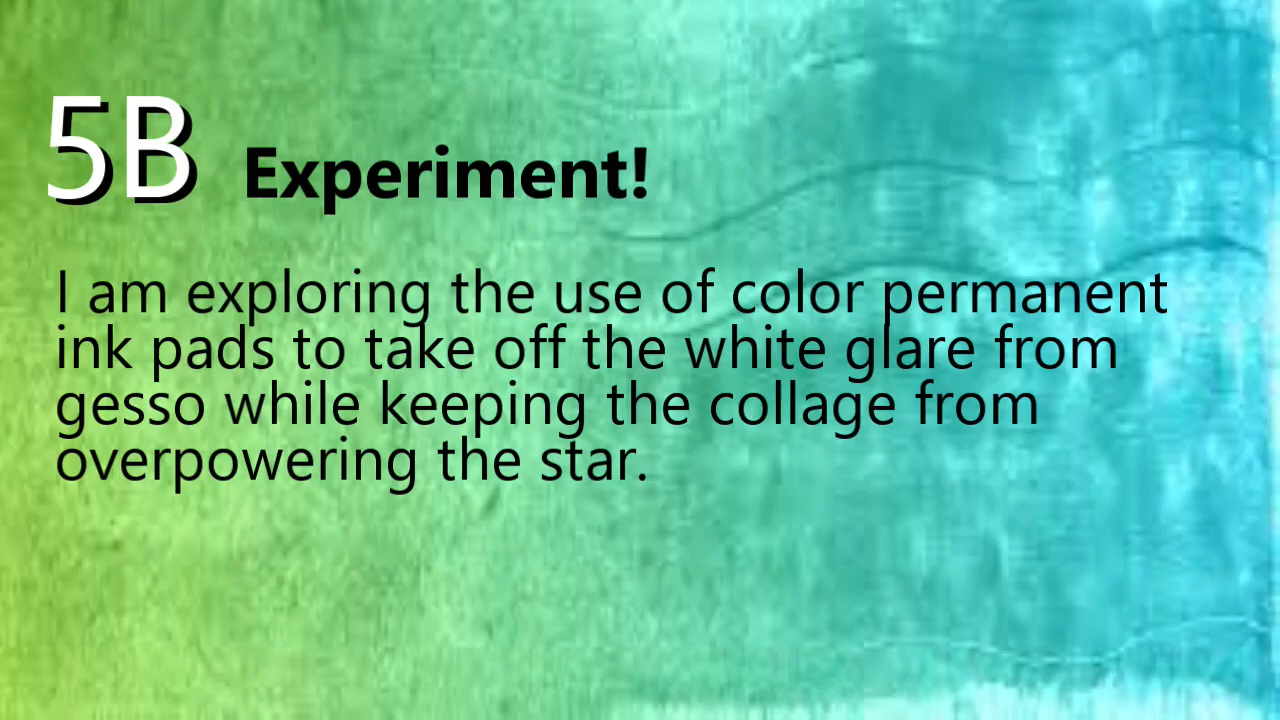 5B Experiment!
I am exploring the use of color permanent
ink pads to take off the white glare from
gesso while keeping the collage from
overpowering the star.